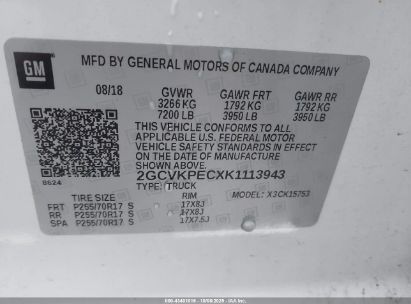 GM
MFD BY GENERAL MOTORS OF CANADA COMPANY
08/18 GVWR GAWR FRT GAWR RR
3266 KG 1792 KG 1792 KG
7200 LB 3950 LB 3950 LB
THIS VEHICLE CONFORMS TO ALL
APPLICABLE U.S. FEDERAL MOTOR
VEHICLE SAFETY STANDARDS IN EFFECT
ON THE DATE OF MANUFACTURE
SHOWN ABOVE.
8624 2GCVKPECXK1113943
TYPE: TRUCK MODEL: X3CK15753
TIRE SIZE RIM
FRT P255/70R17 S 17X8J
RR P255/70R17 S 17X8J
SPA P255/70R17 S 17X7.5J